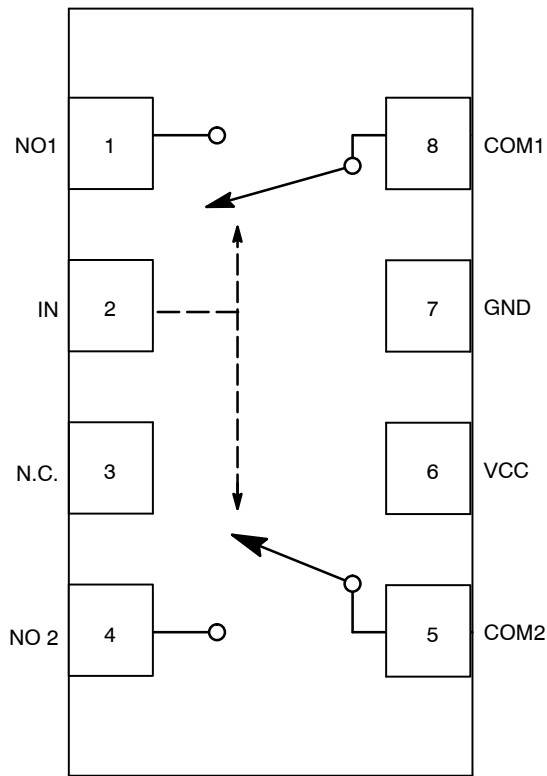 NO1 1 8 COM1
IN 2 7 GND
N.C. 3 6 VCC
NO 2 4 5 COM2